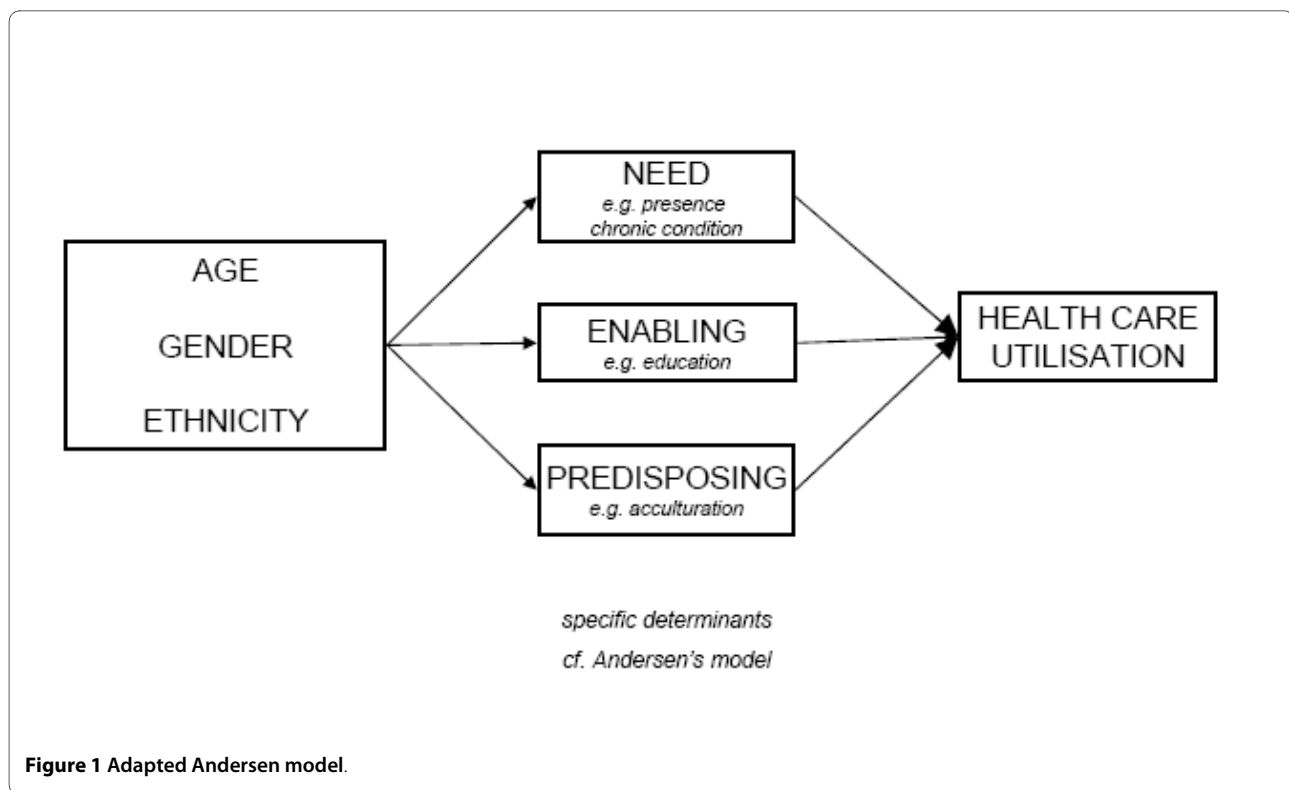 AGE
GENDER
ETHNICITY
NEED
e.g. presence
chronic condition
ENABLING
e.g. education
PREDISPOSING
e.g. acculturation
HEALTH CARE
UTILISATION
specific determinants
cf. Andersen's model
Figure 1 Adapted Andersen model.